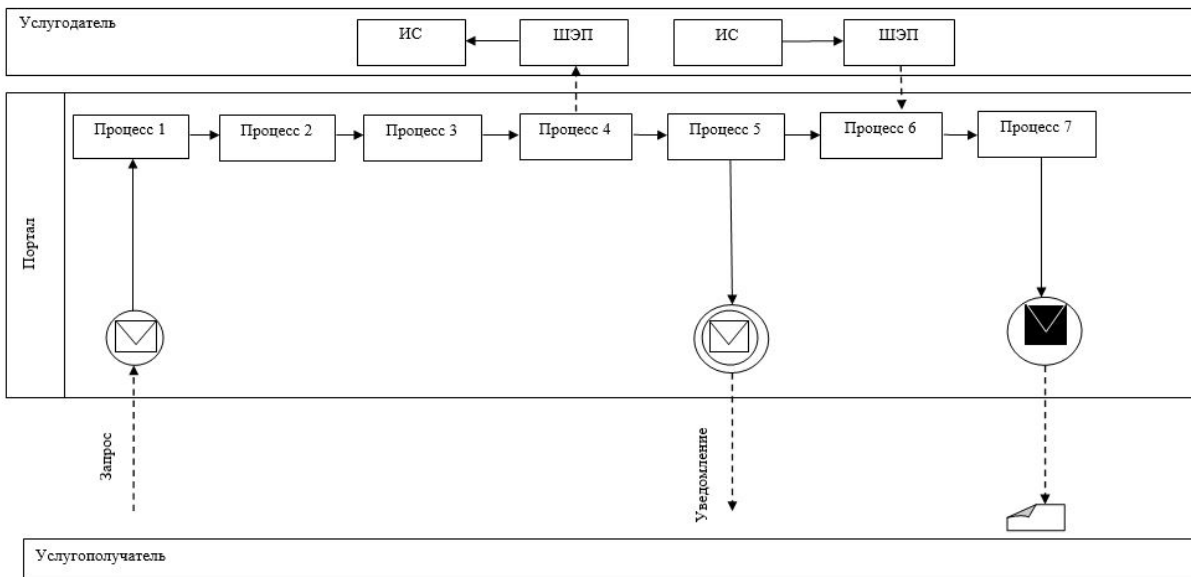 Услугодатель
ИС
ШЭП
ИС
ШЭП
Портал
Процесс 1
Процесс 2
Процесс 3
Процесс 4
Процесс 5
Процесс 6
Процесс 7
Запрос
Уведомление
Услугополучатель